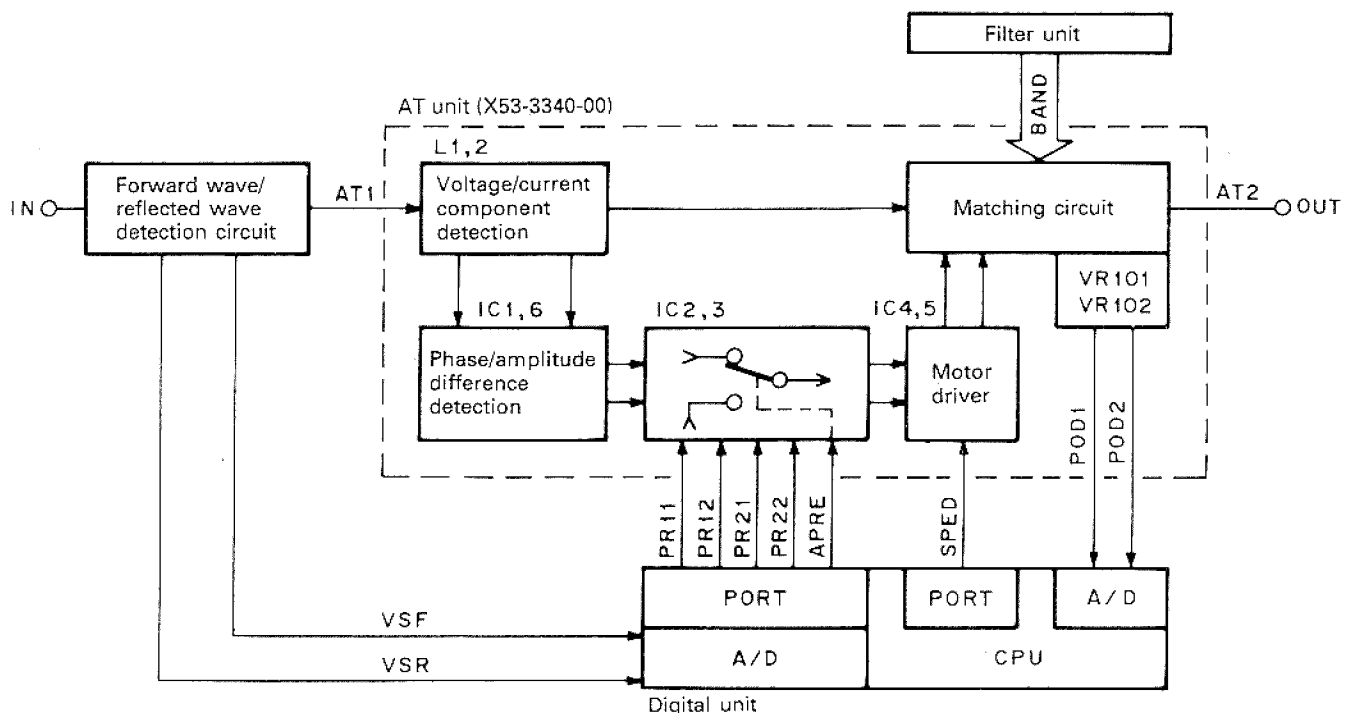 Filter unit
BAND
AT unit (X53-3340-00)
L1,2
IN
Forward wave/
reflected wave
detection circuit
AT1
Voltage/current
component
detection
Matching circuit
AT2
OUT
VR101
VR102
IC1,6
IC2,3
IC4,5
Phase/amplitude
difference
detection
Motor
driver
POD1
POD2
PR11
PR12
PR21
PR22
APRE
SPED
PORT
PORT
A/D
VSF
VSR
A/D
CPU
Digital unit